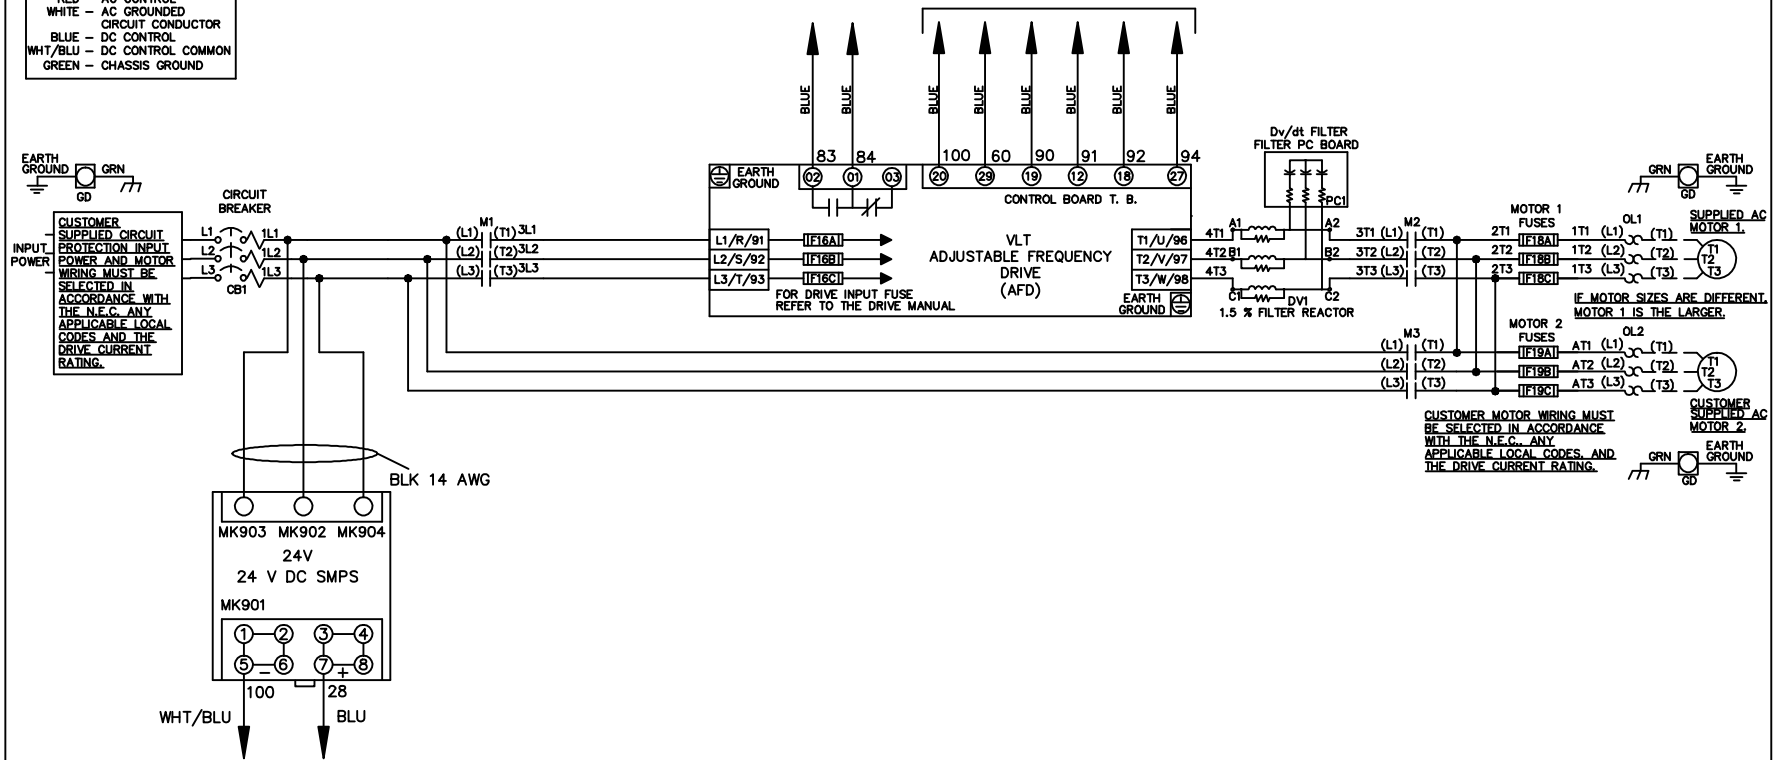 WHITE – AC GROUNDED
CIRCUIT CONDUCTOR
BLUE – DC CONTROL
WHT/BLU – DC CONTROL COMMON
GREEN – CHASSIS GROUND
BLUE
BLUE
BLUE
BLUE
BLUE
BLUE
BLUE
BLUE
83
84
100
60
90
91
92
94
EARTH
GROUND
GRN
GD
CIRCUIT
BREAKER
INPUT
POWER
CUSTOMER
SUPPLIED CIRCUIT
PROTECTION INPUT
POWER AND MOTOR
WIRING MUST BE
SELECTED IN
ACCORDANCE WITH
THE N.E.C. ANY
APPLICABLE LOCAL
CODES AND THE
DRIVE CURRENT
RATING.
L1
L2
L3
1L1
1L2
1L3
CB1
M1
(L1) (T1) 3L1
(L2) (T2) 3L2
(L3) (T3) 3L3
EARTH
GROUND
02
01
03
20
29
19
12
18
27
CONTROL BOARD T. B.
L1/R/91
L2/S/92
L3/T/93
F16A
F16B
F16C
FOR DRIVE INPUT FUSE
REFER TO THE DRIVE MANUAL
VLT
ADJUSTABLE FREQUENCY
DRIVE
(AFD)
T1/U/96
T2/V/97
T3/W/98
EARTH
GROUND
4T1
4T2
4T3
Dv/dt FILTER
FILTER PC BOARD
PC1
A1
A2
B1
B2
C1
C2
DV1
1.5 % FILTER REACTOR
M2
3T1 (L1) (T1)
3T2 (L2) (T2)
3T3 (L3) (T3)
M3
(L1) (T1)
(L2) (T2)
(L3) (T3)
MOTOR 1
FUSES
2T1
2T2
2T3
F18A
F18B
F18C
1T1 (L1)
1T2 (L2)
1T3 (L3)
OL1
(T1)
(T2)
(T3)
T1
T2
T3
GRN
EARTH
GROUND
GD
SUPPLIED AC
MOTOR 1.
IF MOTOR SIZES ARE DIFFERENT,
MOTOR 1 IS THE LARGER.
MOTOR 2
FUSES
F19A
F19B
F19C
AT1 (L1)
AT2 (L2)
AT3 (L3)
OL2
(T1)
(T2)
(T3)
T1
T2
T3
CUSTOMER
SUPPLIED AC
MOTOR 2.
CUSTOMER MOTOR WIRING MUST
BE SELECTED IN ACCORDANCE
WITH THE N.E.C., ANY
APPLICABLE LOCAL CODES, AND
THE DRIVE CURRENT RATING.
GRN
EARTH
GROUND
GD
BLK 14 AWG
MK903 MK902 MK904
24V
24 V DC SMPS
MK901
1 2 3 4
5 6 7 8
– +
100
28
WHT/BLU
BLU